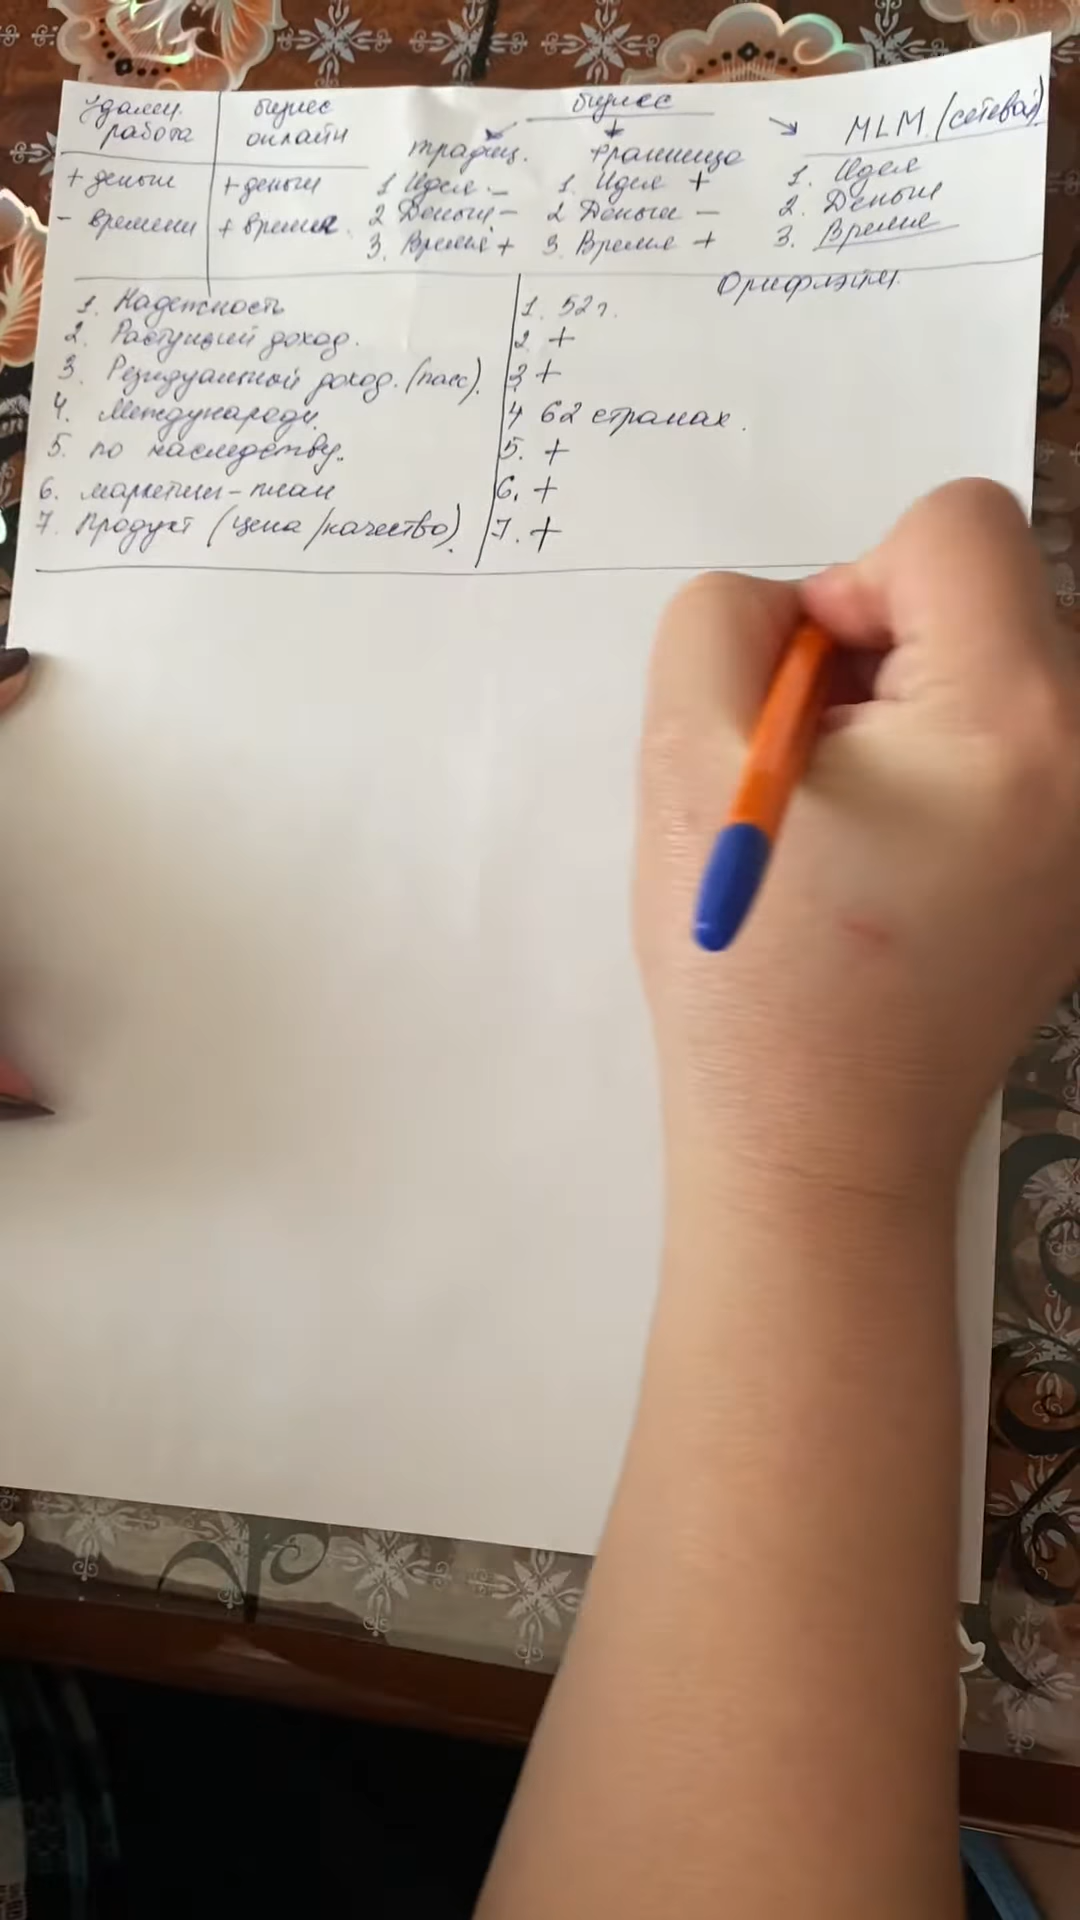 Удален. работа
бизнес онлайн
бизнес
+ деньги
- времени
+ деньги
+ время.
традиц.
1 Идея -
2 Деньги -
3. Время +
франшиза
1. Идея +
2 Деньги -
3. Время +
MLM. (сетевой)
1. Идея
2. Деньги
3. Время
Орифлэйм.
1. Надежность
1. 52 г.
2. Растущий доход.
2 +
3. Резидуальный доход. (пасс).
3 +
4. Международн.
4 62 странах.
5. по наследству.
5. +
6. маркетинг-план
6. +
7. Продукт (цена/качество).
7. +